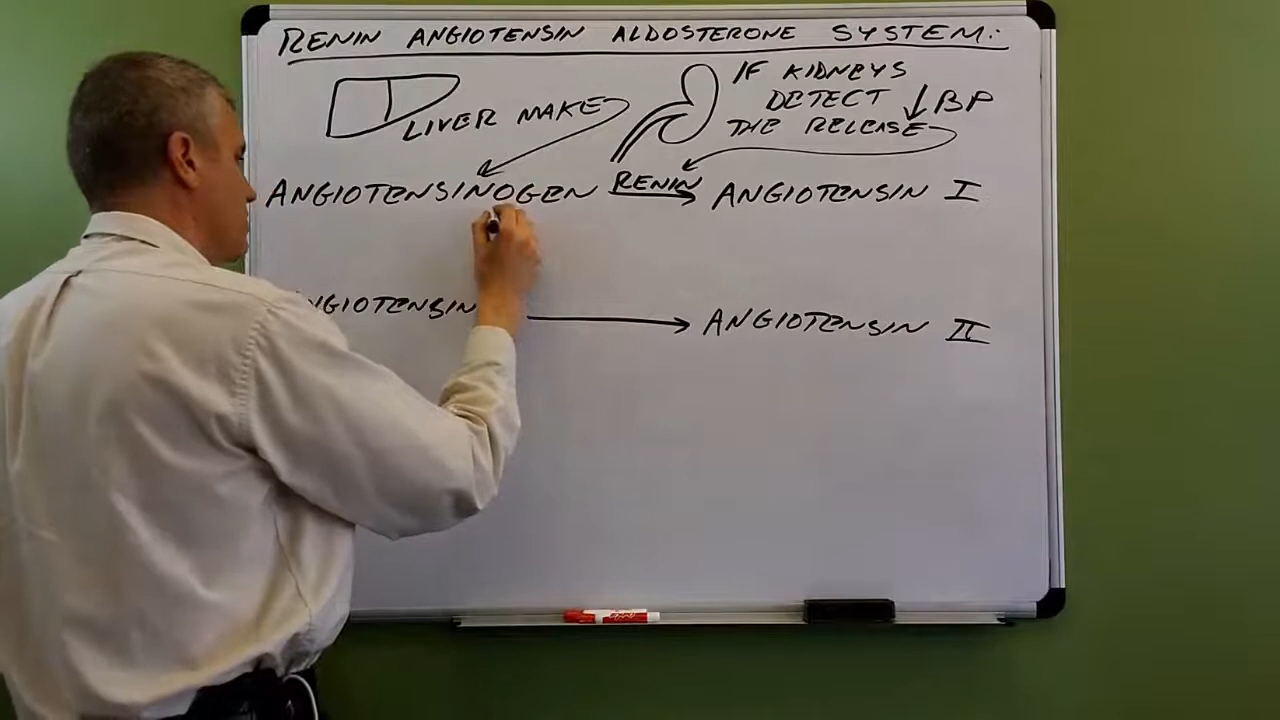 RENIN ANGIOTENSIN ALDOSTERONE SYSTEM:
IF KIDNEYS
DETECT ↓ BP
LIVER MAKE
THE RELEASE
ANGIOTENSINOGEN RENIN → ANGIOTENSIN I
ANGIOTENSIN → ANGIOTENSIN II